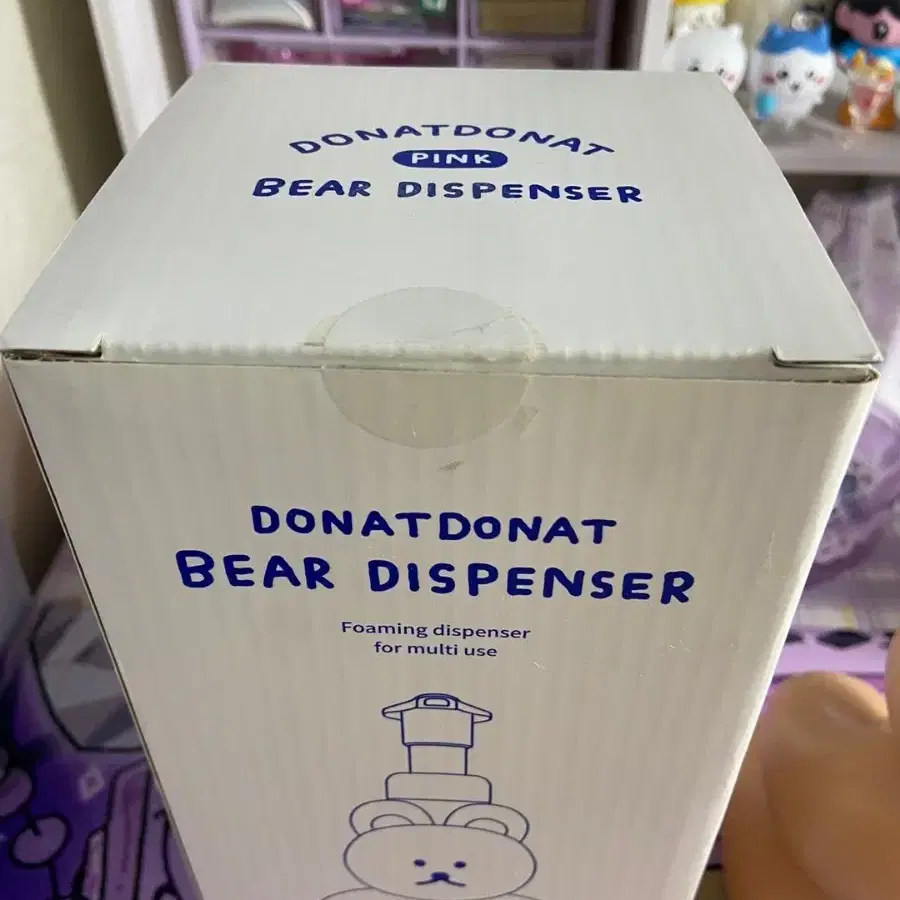 DONATDONAT
PINK
BEAR DISPENSER
DONATDONAT
BEAR DISPENSER
Foaming dispenser
for multi use